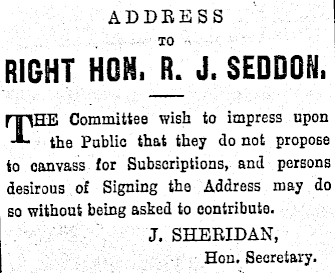 ADDRESS
TO
RIGHT HON. R. J. SEDDON.
THE Committee wish to impress upon
the Public that they do not propose
to canvass for Subscriptions, and persons
desirous of Signing the Address may do
so without being asked to contribute.
J. SHERIDAN,
Hon. Secretary.